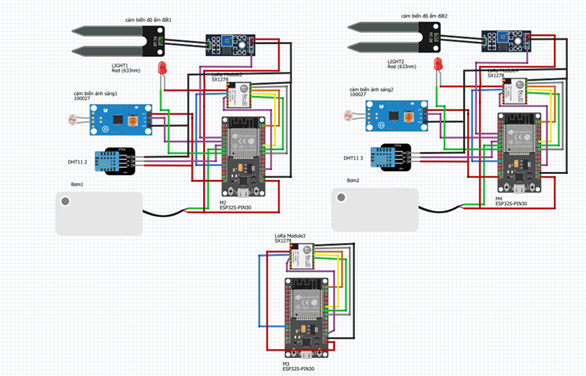 cảm biến độ ẩm đất1
LIGHT1
Red (633nm)
LoRa Module2
SX1278
cảm biến ánh sáng1
100027
DHT11 2
Bơm1
M2
ESP32S-PIN30
cảm biến độ ẩm đất2
LIGHT2
Red (633nm)
SX1278
cảm biến ánh sáng2
100027
DHT11 3
Bơm2
M4
ESP32S-PIN30
LoRa Module3
SX1278
M3
ESP32S-PIN30